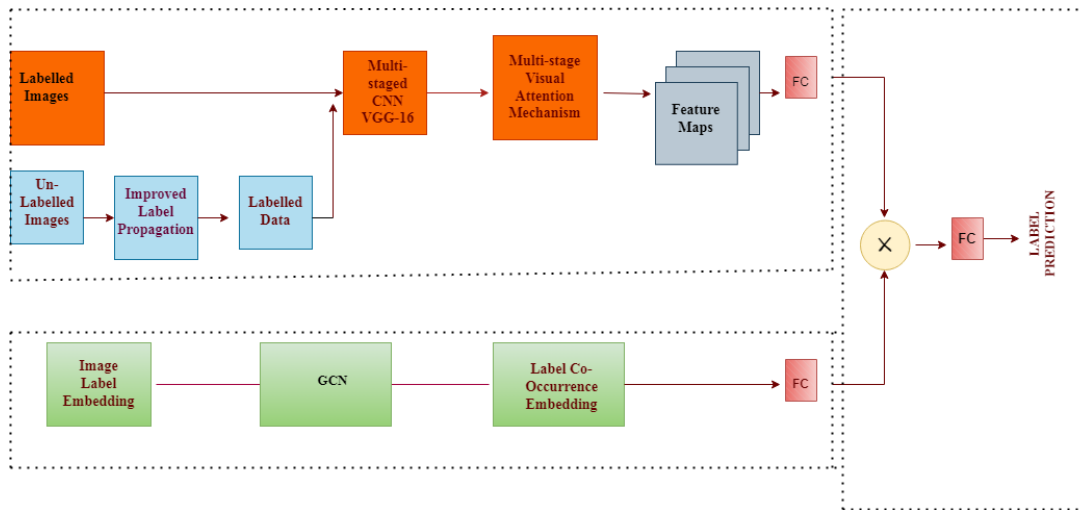 Labelled
Images
Multi-
staged
CNN
VGG-16
Multi-stage
Visual
Attention
Mechanism
Feature
Maps
FC
Un-
Labelled
Images
Improved
Label
Propagation
Labelled
Data
X
FC
LABEL
PREDICTION
Image
Label
Embedding
GCN
Label Co-
Occurrence
Embedding
FC